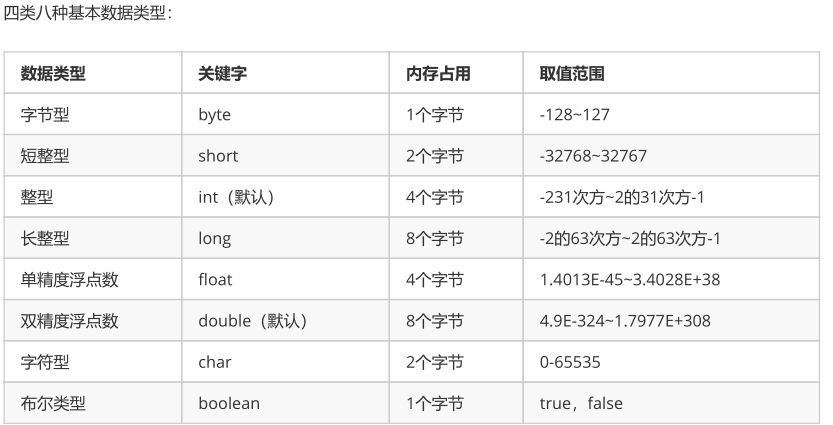 四类八种基本数据类型：
数据类型 关键字 内存占用 取值范围
字节型 byte 1个字节 -128~127
短整型 short 2个字节 -32768~32767
整型 int（默认） 4个字节 -231次方~2的31次方-1
长整型 long 8个字节 -2的63次方~2的63次方-1
单精度浮点数 float 4个字节 1.4013E-45~3.4028E+38
双精度浮点数 double（默认） 8个字节 4.9E-324~1.7977E+308
字符型 char 2个字节 0-65535
布尔类型 boolean 1个字节 true，false